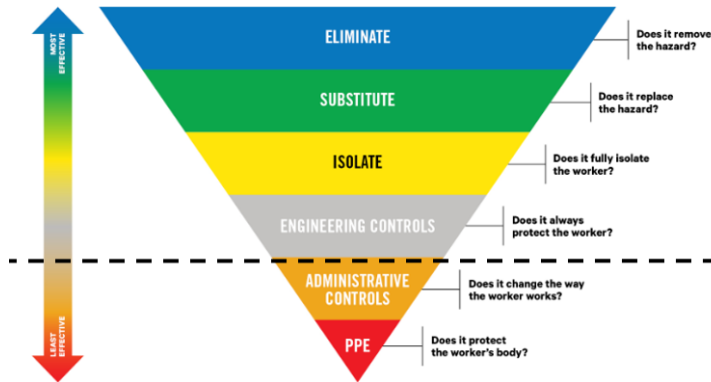 MOST
EFFECTIVE
ELIMINATE
Does it remove
the hazard?
SUBSTITUTE
Does it replace
the hazard?
ISOLATE
Does it fully isolate
the worker?
ENGINEERING CONTROLS
Does it always
protect the worker?
ADMINISTRATIVE
CONTROLS
Does it change the way
the worker works?
PPE
Does it protect
the worker's body?
LEAST
EFFECTIVE